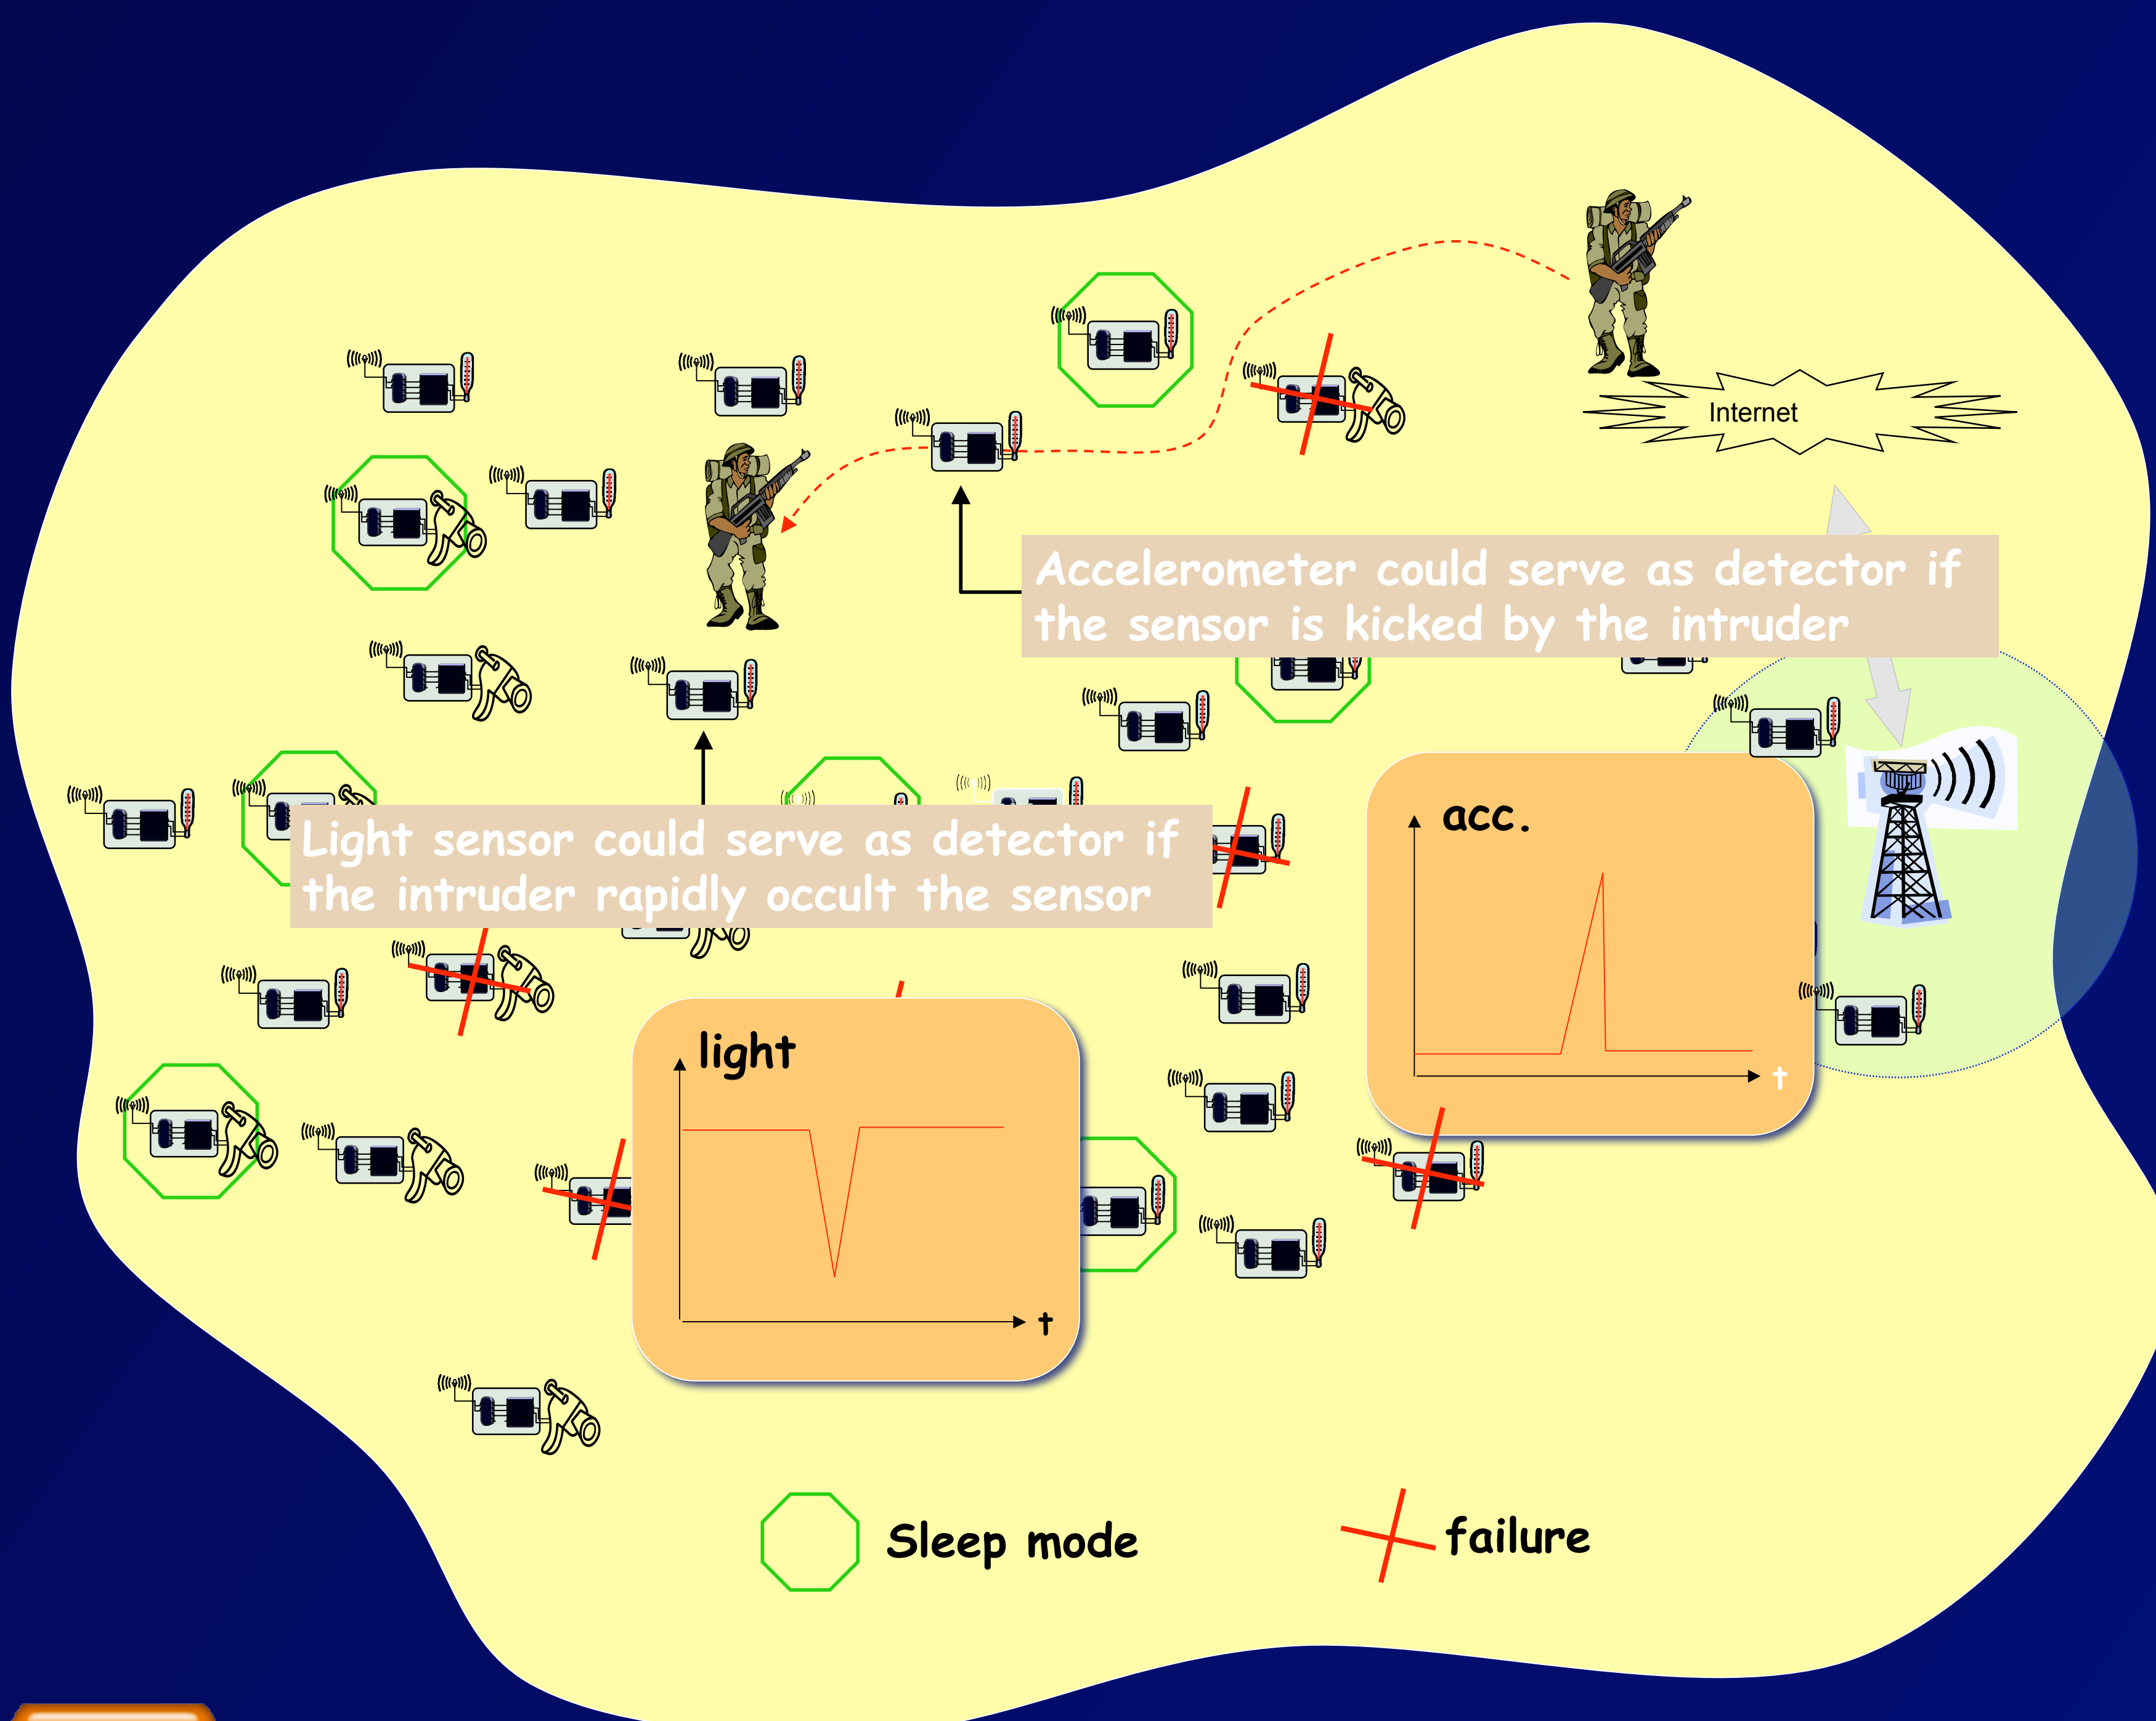 Internet
Accelerometer could serve as detector if
the sensor is kicked by the intruder
Light sensor could serve as detector if
the intruder rapidly occult the sensor
acc.
t
light
t
Sleep mode
failure